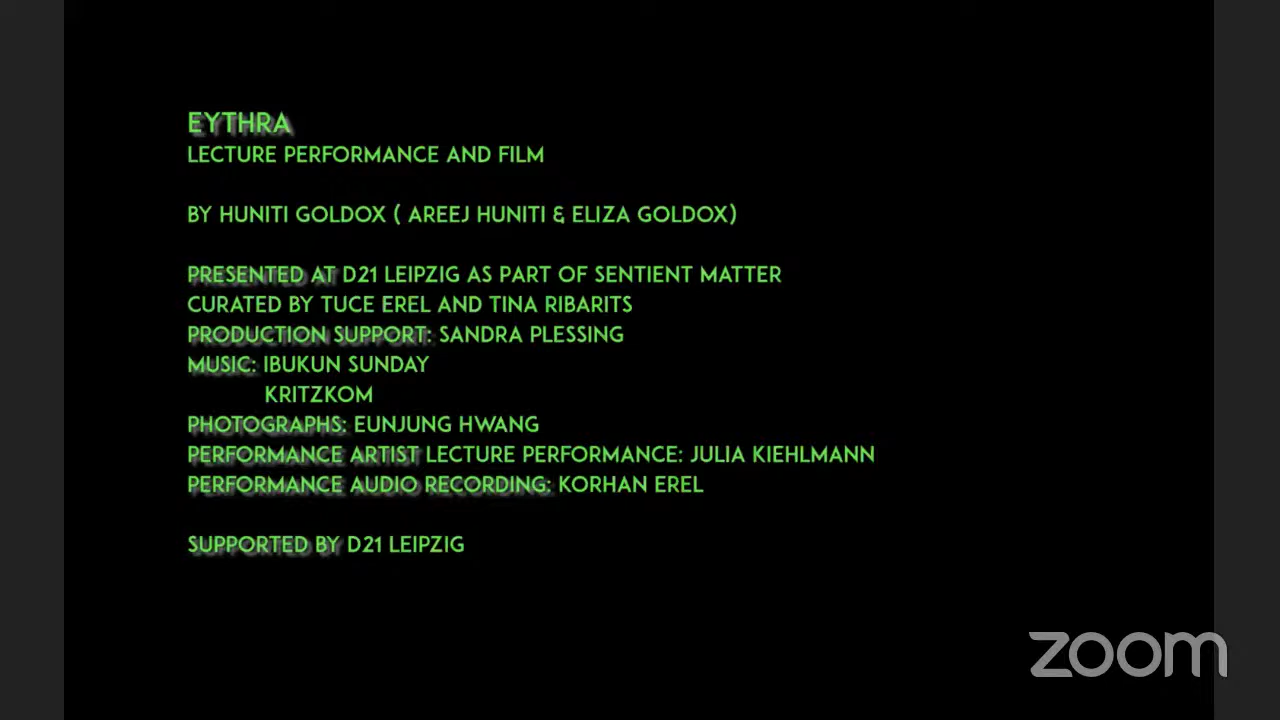 EYTHRA
LECTURE PERFORMANCE AND FILM
BY HUNITI GOLDOX ( AREEJ HUNITI & ELIZA GOLDOX)
PRESENTED AT D21 LEIPZIG AS PART OF SENTIENT MATTER
CURATED BY TUCE EREL AND TINA RIBARITS
PRODUCTION SUPPORT: SANDRA PLESSING
MUSIC: IBUKUN SUNDAY
KRITZKOM
PHOTOGRAPHS: EUNJUNG HWANG
PERFORMANCE ARTIST LECTURE PERFORMANCE: JULIA KIEHLMANN
PERFORMANCE AUDIO RECORDING: KORHAN EREL
SUPPORTED BY D21 LEIPZIG
zoom